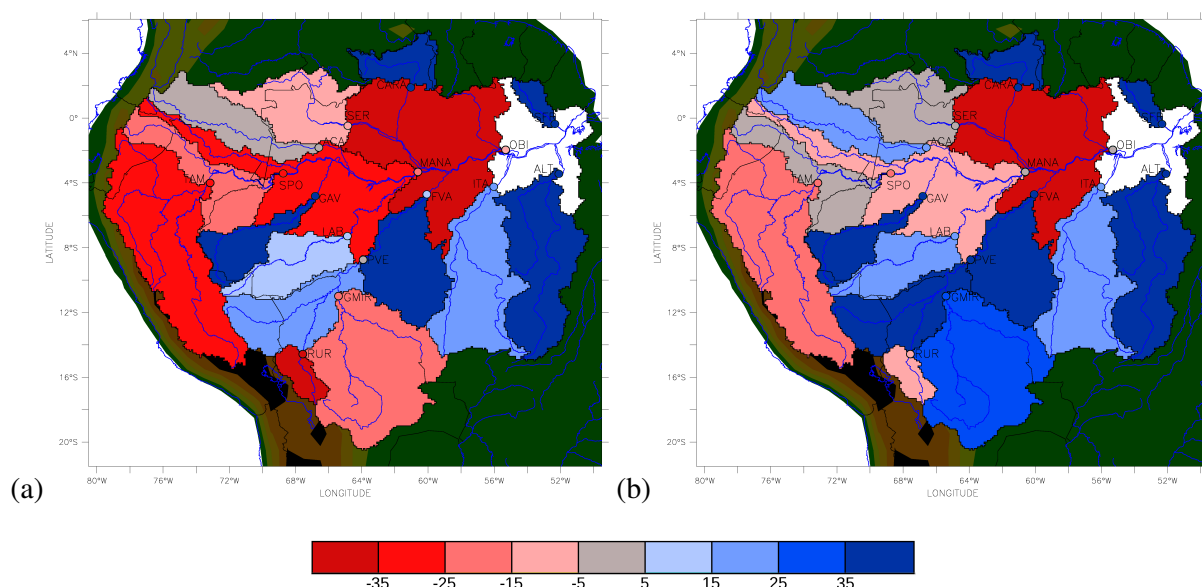 4°N
0°
4°S
8°S
12°S
16°S
20°S
LATITUDE
80°W 76°W 72°W 68°W 64°W 60°W 56°W 52°W
LONGITUDE
CARA
SER
ACA
MANA
OBI
ALT
TAM
SPO
ITA
GAV
FVA
LAB
PVE
GMIR
RUR
(a)
4°N
0°
4°S
8°S
12°S
16°S
20°S
LATITUDE
80°W 76°W 72°W 68°W 64°W 60°W 56°W 52°W
LONGITUDE
CARA
SER
ACA
MANA
OBI
ALT
TAM
SPO
ITA
GAV
FVA
LAB
PVE
GMIR
RUR
(b)
-35 -25 -15 -5 5 15 25 35